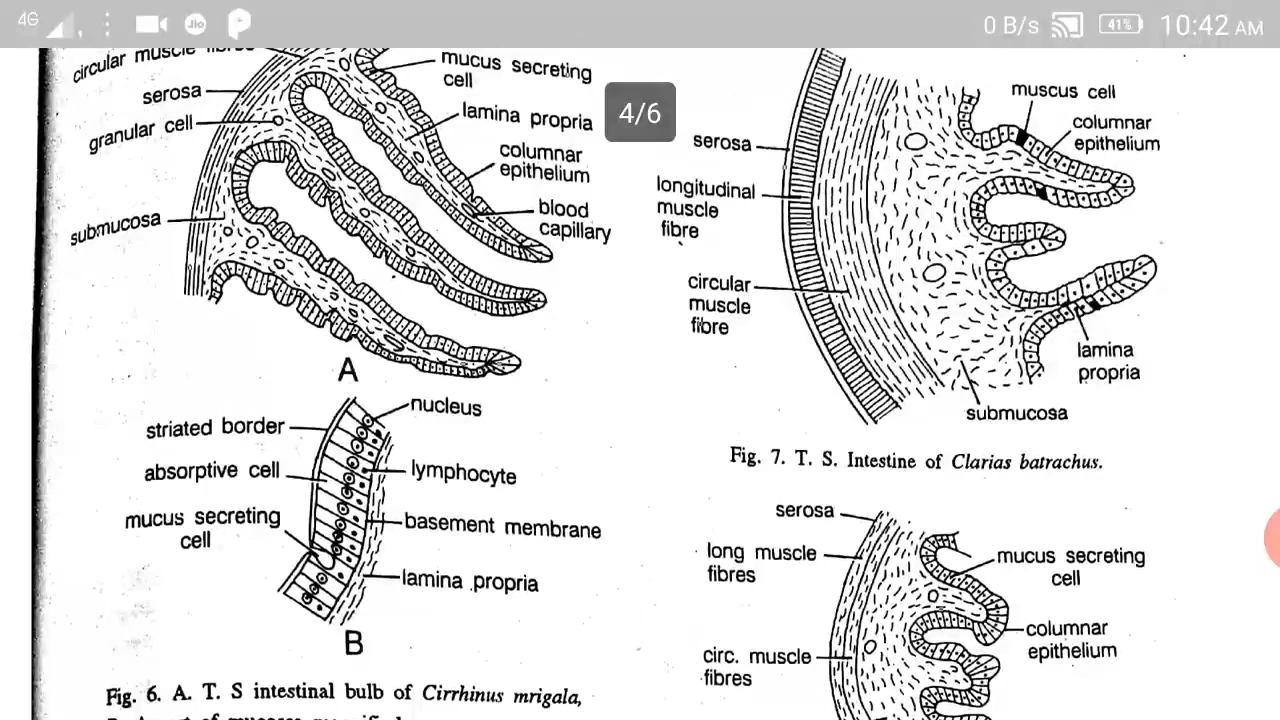 4G
Jio
0 B/s
41%
10:42 AM
4/6
circular muscle fibres
serosa
granular cell
submucosa
mucus secreting
cell
lamina propria
columnar
epithelium
blood
capillary
A
nucleus
striated border
absorptive cell
lymphocyte
mucus secreting
cell
basement membrane
lamina propria
B
Fig. 6. A. T. S intestinal bulb of Cirrhinus mrigala,
muscus cell
columnar
epithelium
serosa
longitudinal
muscle
fibre
circular
muscle
fibre
lamina
propria
submucosa
Fig. 7. T. S. Intestine of Clarias batrachus.
serosa
long muscle
fibres
mucus secreting
cell
columnar
epithelium
circ. muscle
fibres